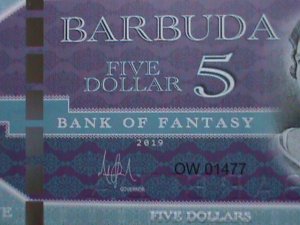 BARBUDA
FIVE
DOLLAR 5
BANK OF FANTASY
2019
OW 01477
GOVERNOR
FIVE DOLLARS